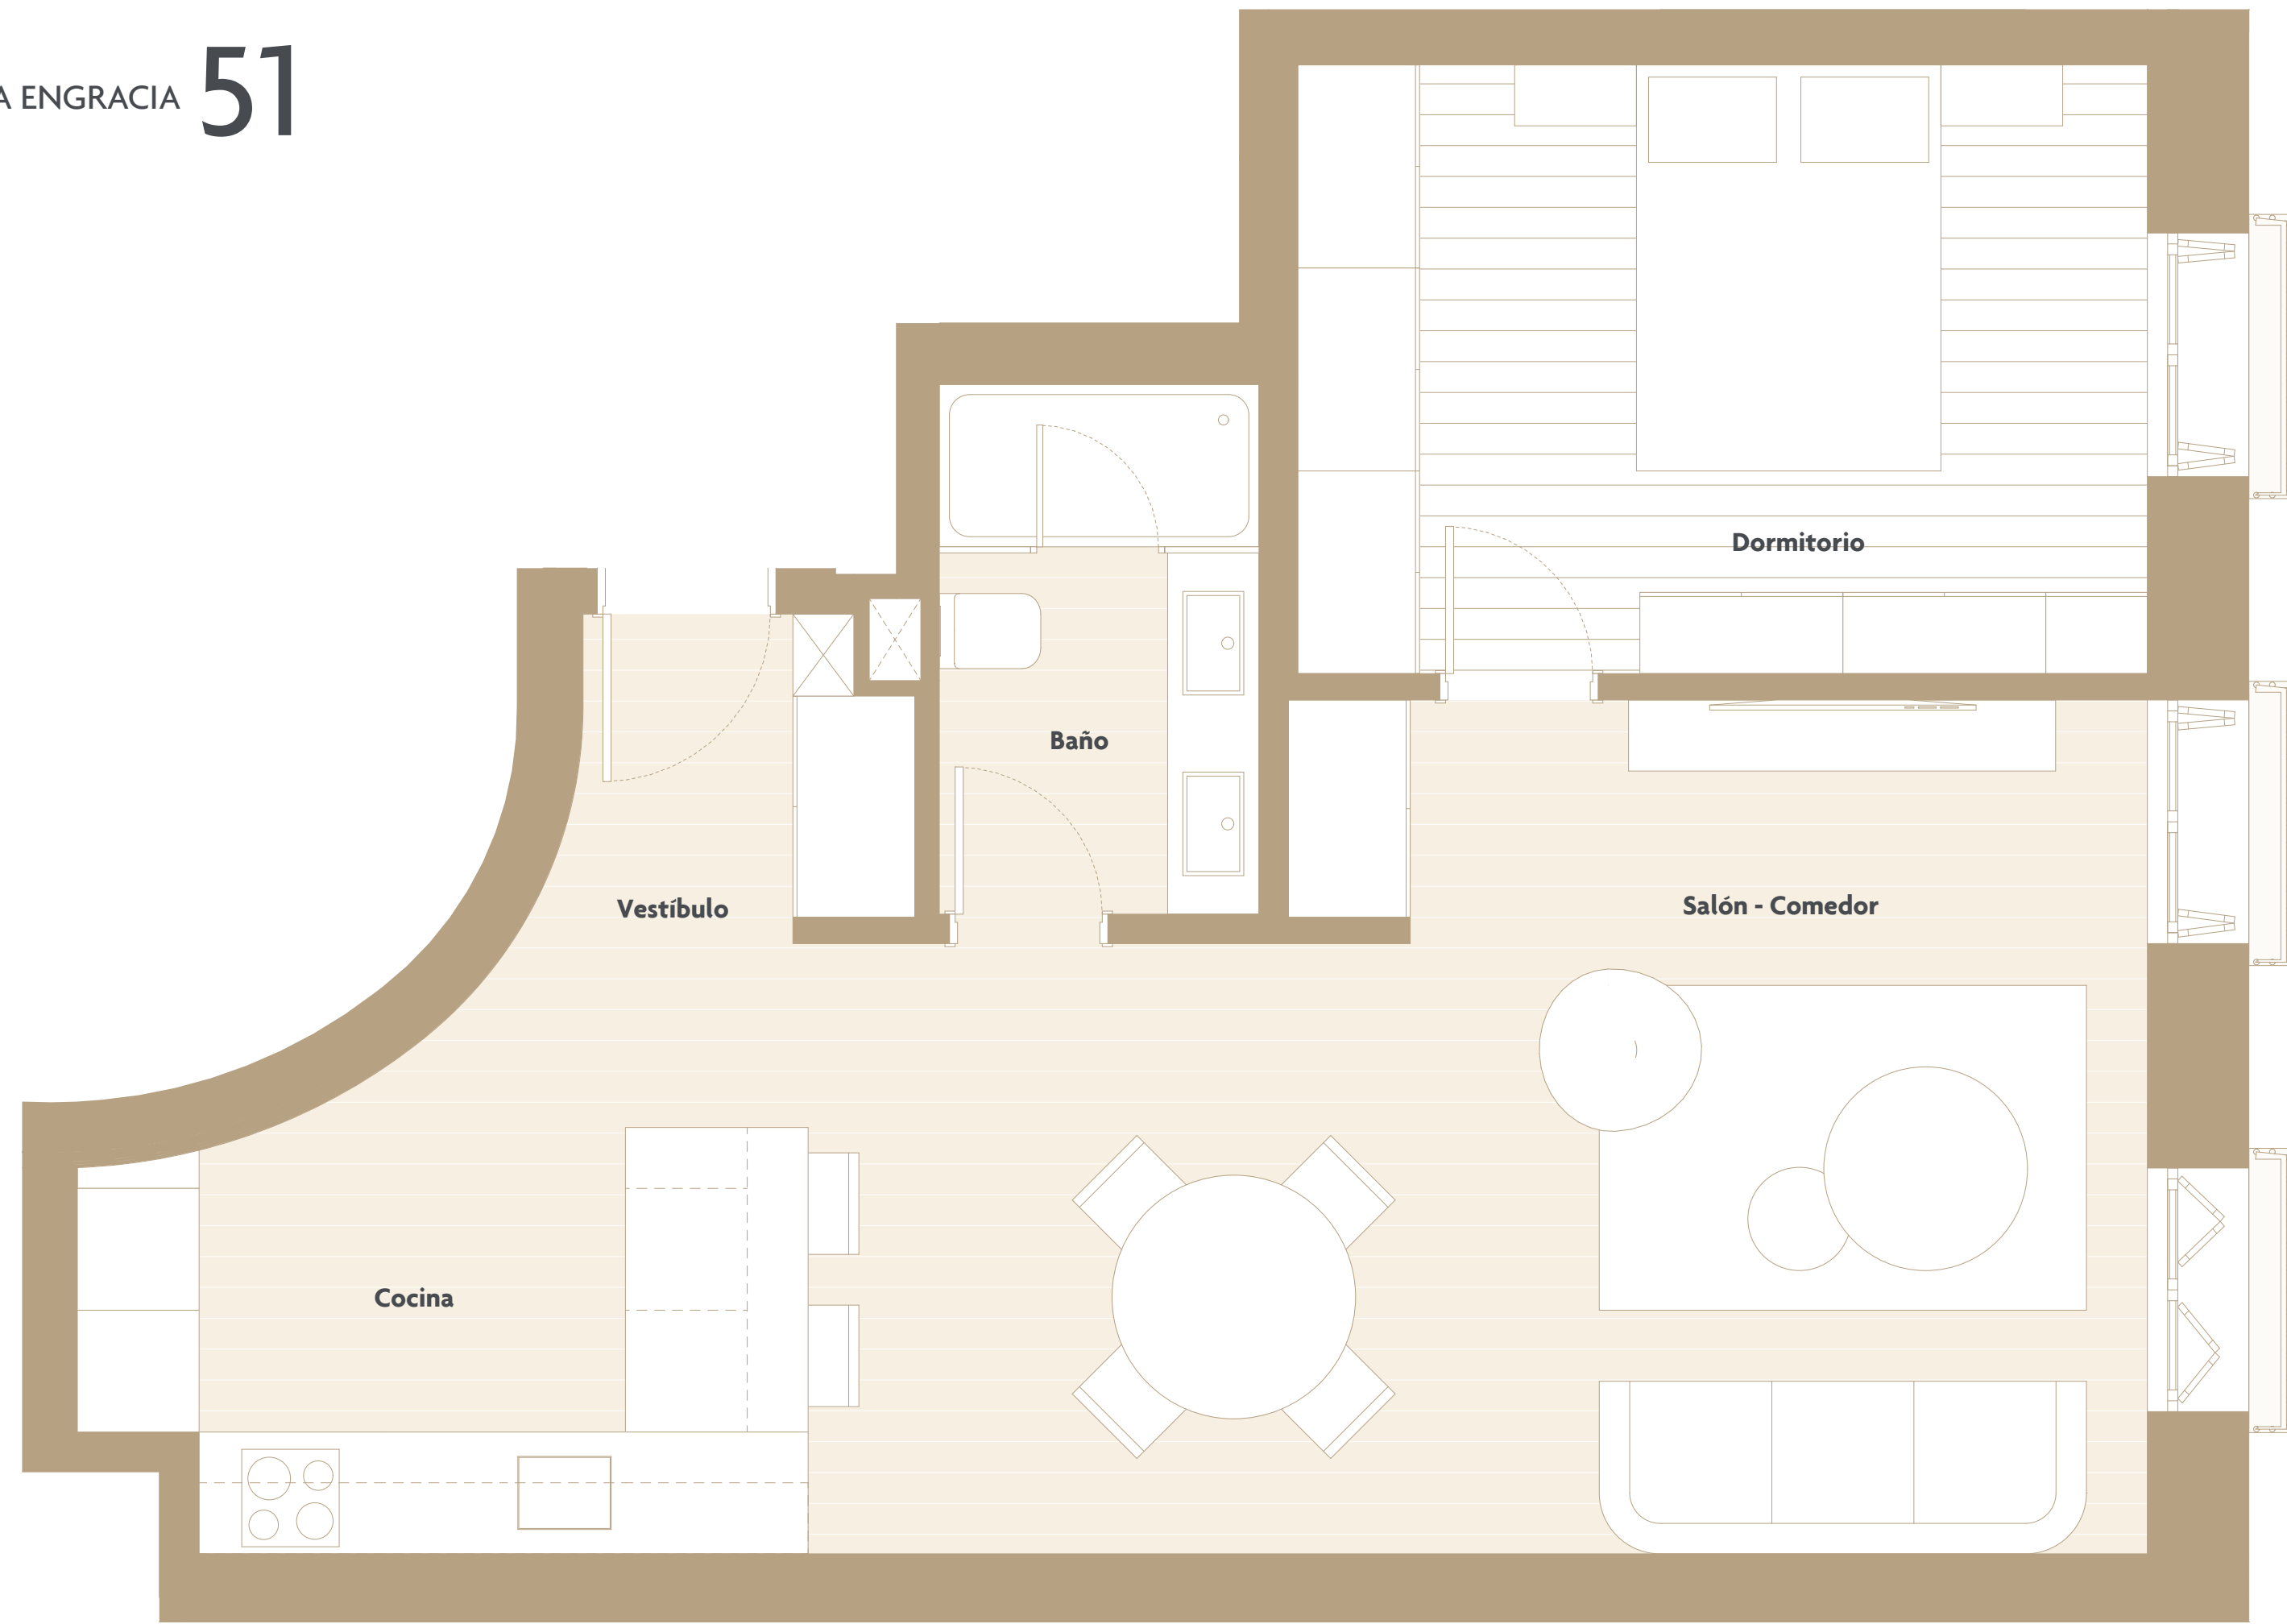 ENGRACIA 51
Dormitorio
Baño
Vestíbulo
Salón - Comedor
Cocina